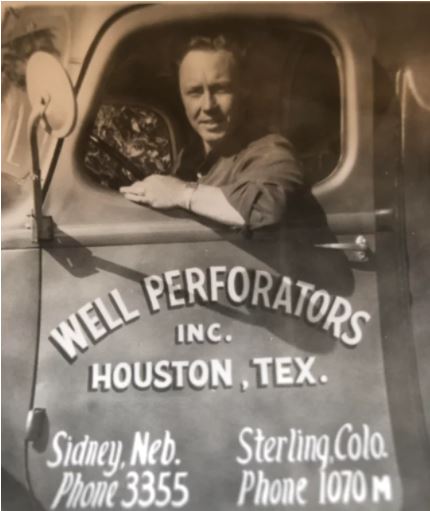 WELL PERFORATORS
INC.
HOUSTON, TEX.
Sidney, Neb.
Phone 3355
Sterling, Colo.
Phone 1070 M